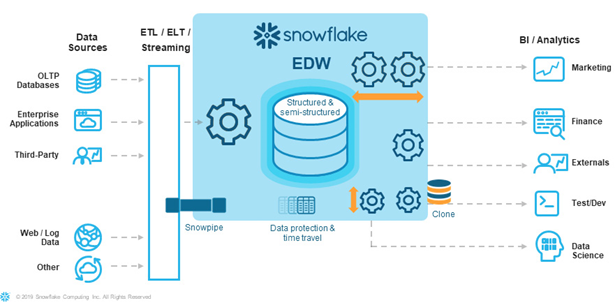 Data
Sources
ETL / ELT /
Streaming
snowflake
EDW
BI / Analytics
OLTP
Databases
Enterprise
Applications
Third-Party
Web / Log
Data
Other
Structured &
semi-structured
Snowpipe
Data protection &
time travel
Clone
Marketing
Finance
Externals
Test/Dev
Data
Science
© 2019 Snowflake Computing Inc. All Rights Reserved